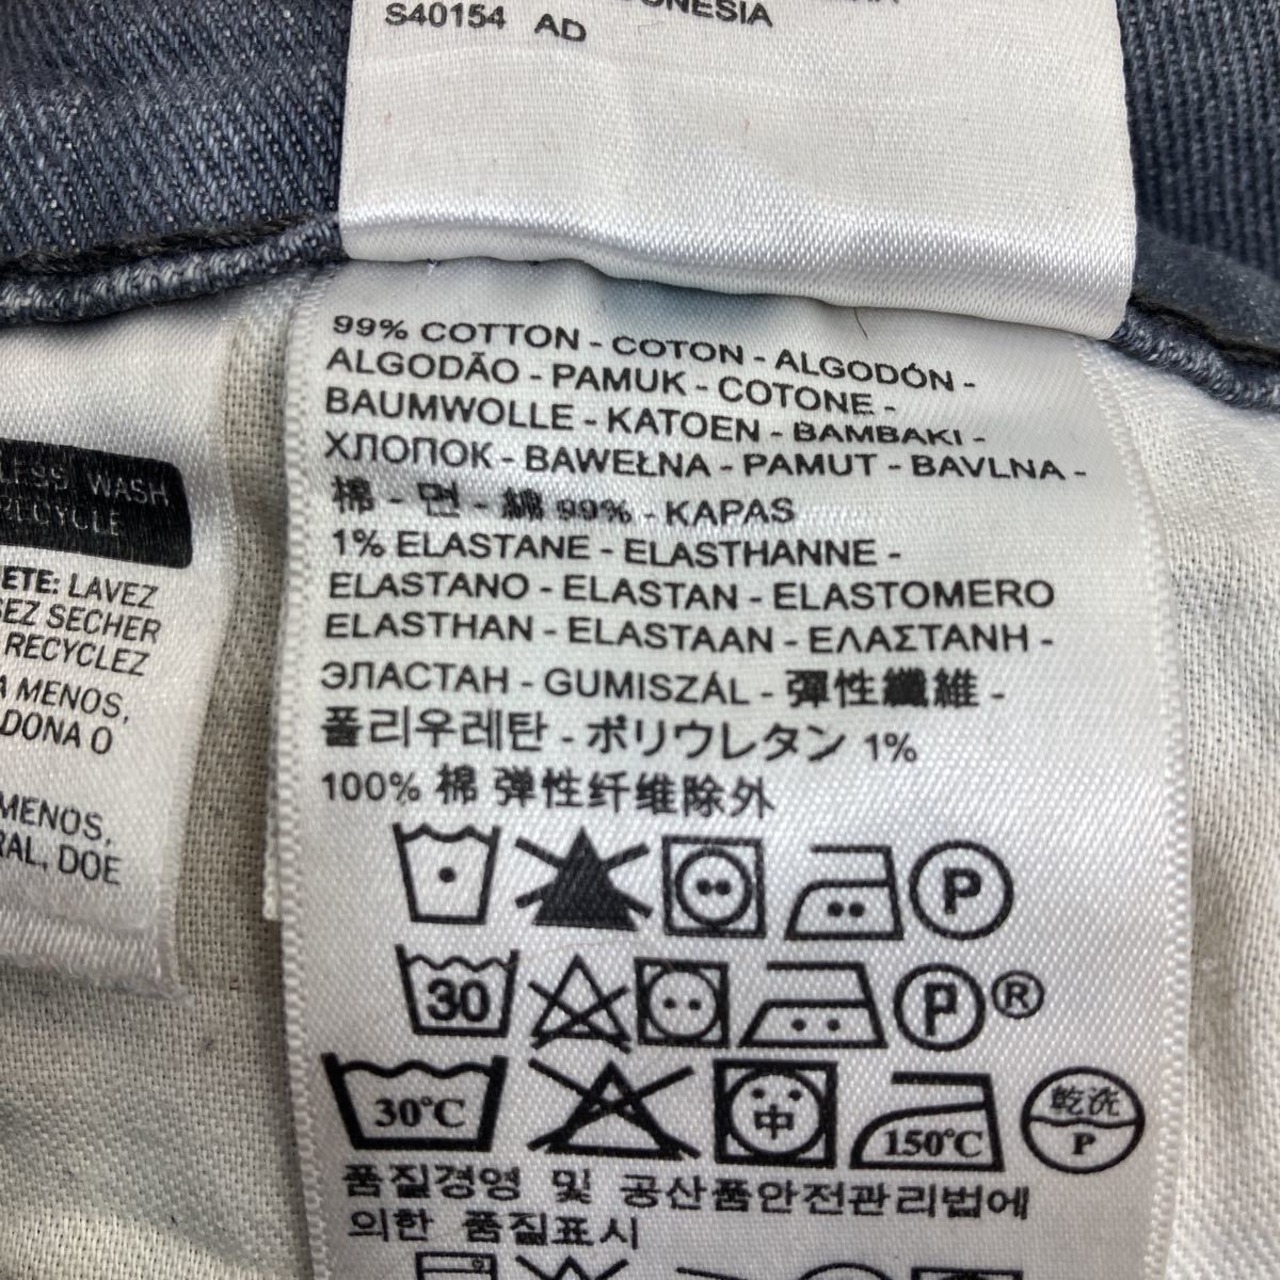 S40154 AD
99% COTTON - COTON - ALGODÓN -
ALGODÃO - PAMUK - COTONE -
BAUMWOLLE - KATOEN - BAMBAKI -
ХЛОПОК - BAWEŁNA - PAMUT - BAVLNA -
棉 - 면 - 綿 99% - KAPAS
1% ELASTANE - ELASTHANNE -
ELASTANO - ELASTAN - ELASTOMERO
ELASTHAN - ELASTAAN - ΕΛΑΣΤΑΝΗ -
ЭЛАСТАН - GUMISZÁL - 彈性纖維 -
폴리우레탄 - ポリウレタン 1%
100% 棉 弹性纤维除外
P
30 P ®
30°C 中 150°C 乾洗 P
품질경영 및 공산품안전관리법에
의한 품질표시
WASH
RECYCLE
LAVEZ
SECHER
RECYCLEZ
MENOS,
DONA O
MENOS,
DOE